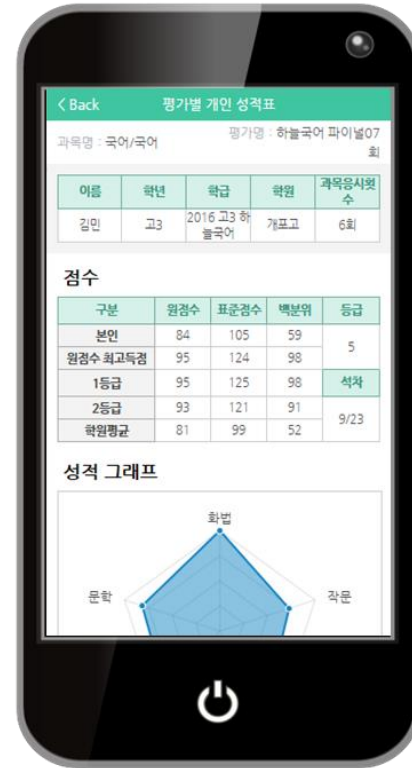 < Back 평가별 개인 성적표
과목명 : 국어/국어 평가명 : 하늘국어 파이널07
회
이름 학년 학급 학원 과목응시횟
수
김민 고3 2016 고3 하
늘국어 개포고 6회
점수
구분 원점수 표준점수 백분위 등급
본인 84 105 59 5
원점수 최고득점 95 124 98
1등급 95 125 98 석차
2등급 93 121 91 9/23
학원평균 81 99 52
성적 그래프
화법
문학 작문